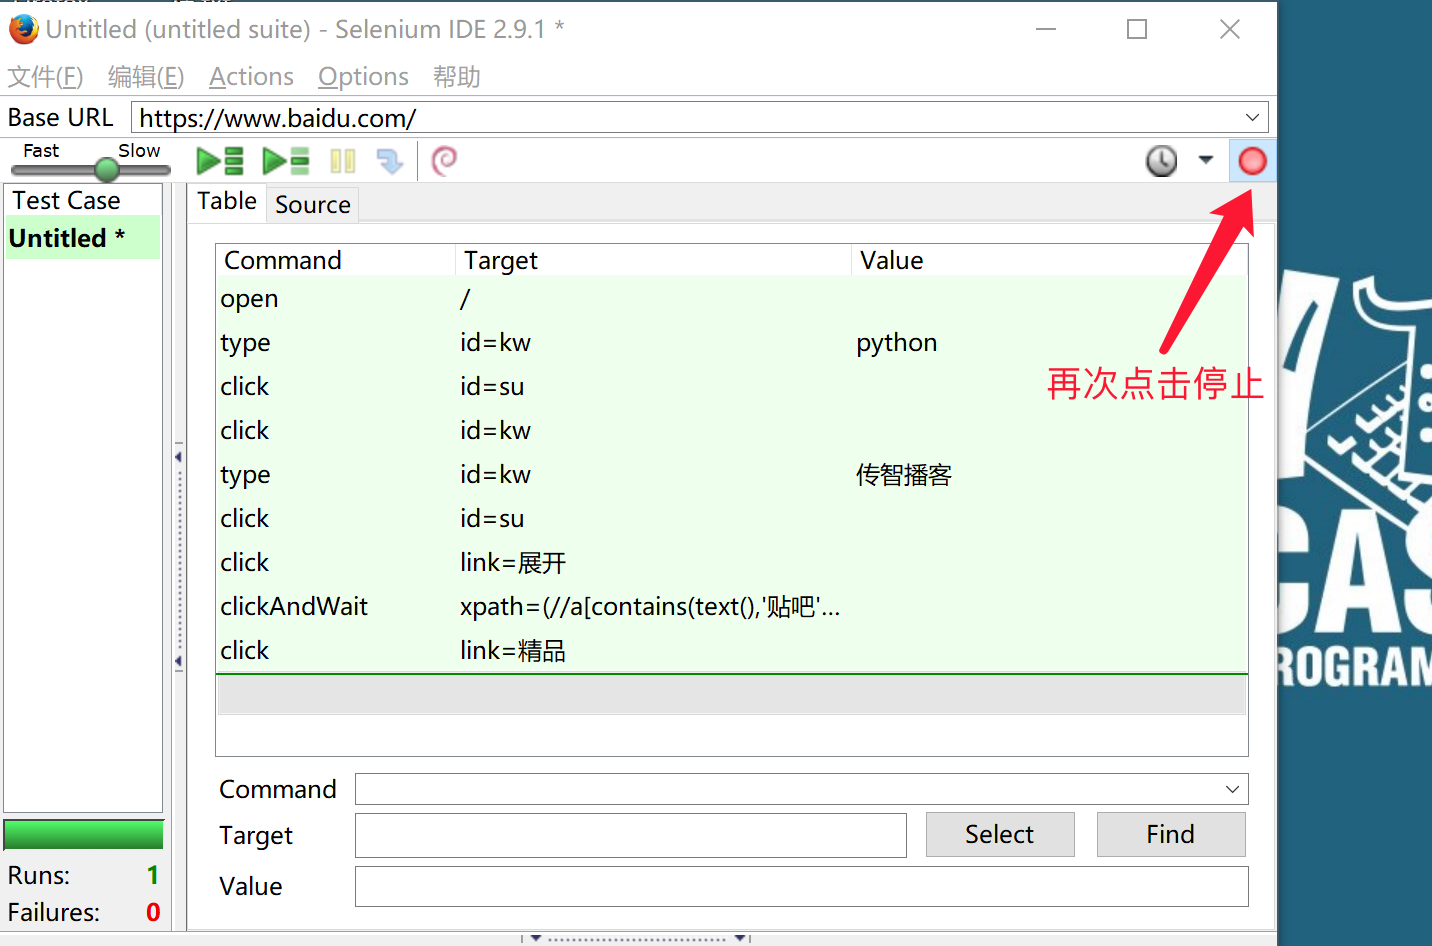 Untitled (untitled suite) - Selenium IDE 2.9.1 *
文件(F) 编辑(E) Actions Options 帮助
Base URL https://www.baidu.com/
Fast Slow
Test Case
Untitled *
Table Source
Command Target Value
open /
type id=kw python
click id=su
click id=kw
type id=kw 传智播客
click id=su
click link=展开
clickAndWait xpath=(//a[contains(text(),'贴吧'...
click link=精品
再次点击停止
Command
Target Select Find
Value
Runs: 1
Failures: 0
CAS
ROGRAM